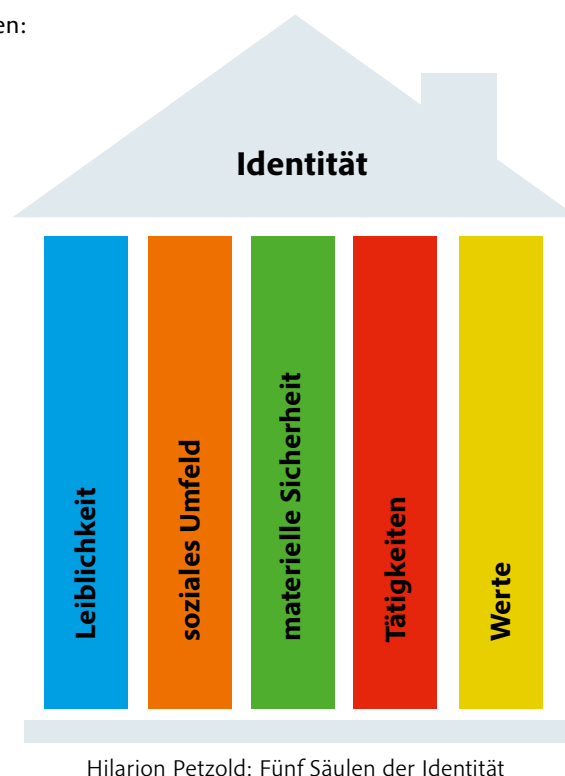 en:
Identität
Leiblichkeit
soziales Umfeld
materielle Sicherheit
Tätigkeiten
Werte
Hilarion Petzold: Fünf Säulen der Identität